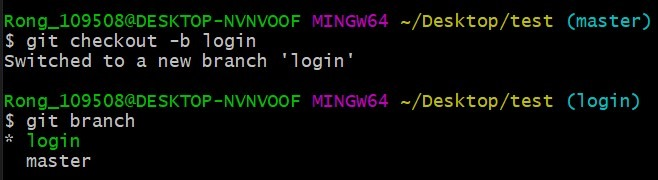 Rong_109508@DESKTOP-NVNVOOF MINGW64 ~/Desktop/test (master)
$ git checkout -b login
Switched to a new branch 'login'
Rong_109508@DESKTOP-NVNVOOF MINGW64 ~/Desktop/test (login)
$ git branch
* login
master